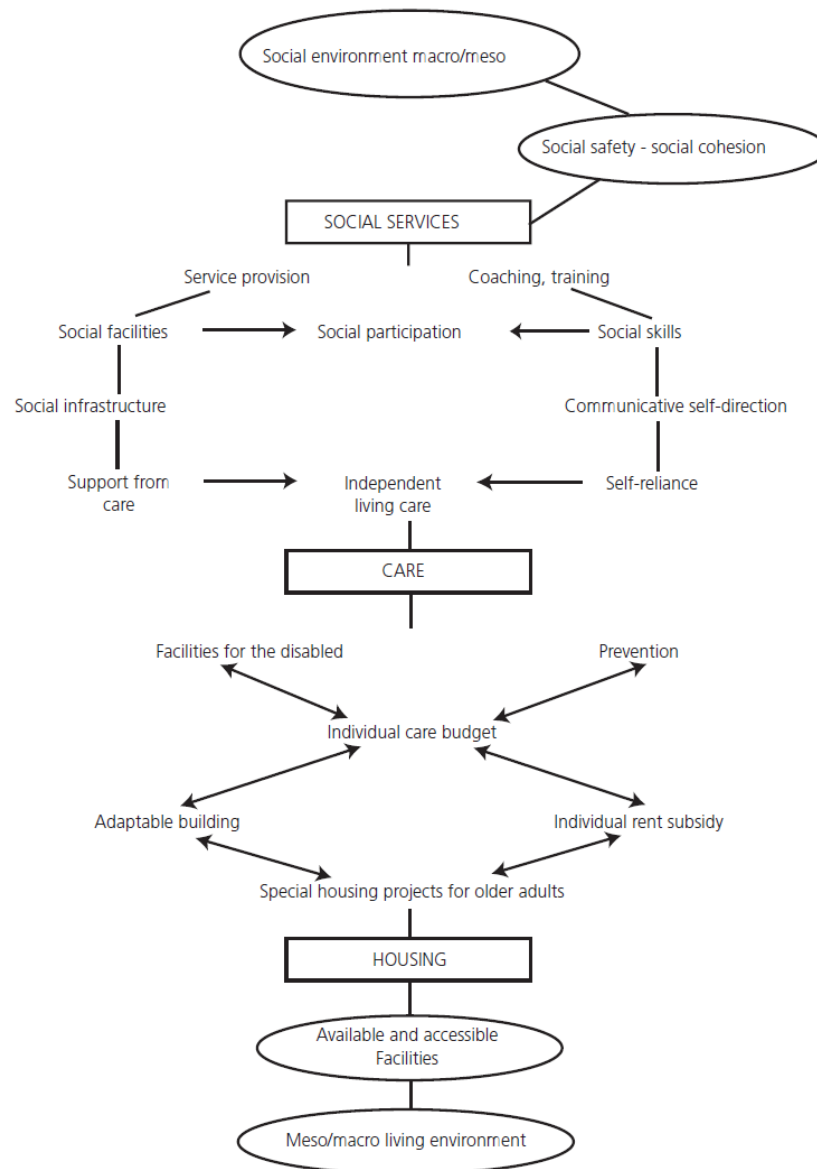 Social environment macro/meso
Social safety - social cohesion
SOCIAL SERVICES
Service provision
Coaching, training
Social facilities
Social participation
Social skills
Social infrastructure
Communicative self-direction
Support from
care
Independent
living care
Self-reliance
CARE
Facilities for the disabled
Prevention
Individual care budget
Adaptable building
Individual rent subsidy
Special housing projects for older adults
HOUSING
Available and accessible
Facilities
Meso/macro living environment